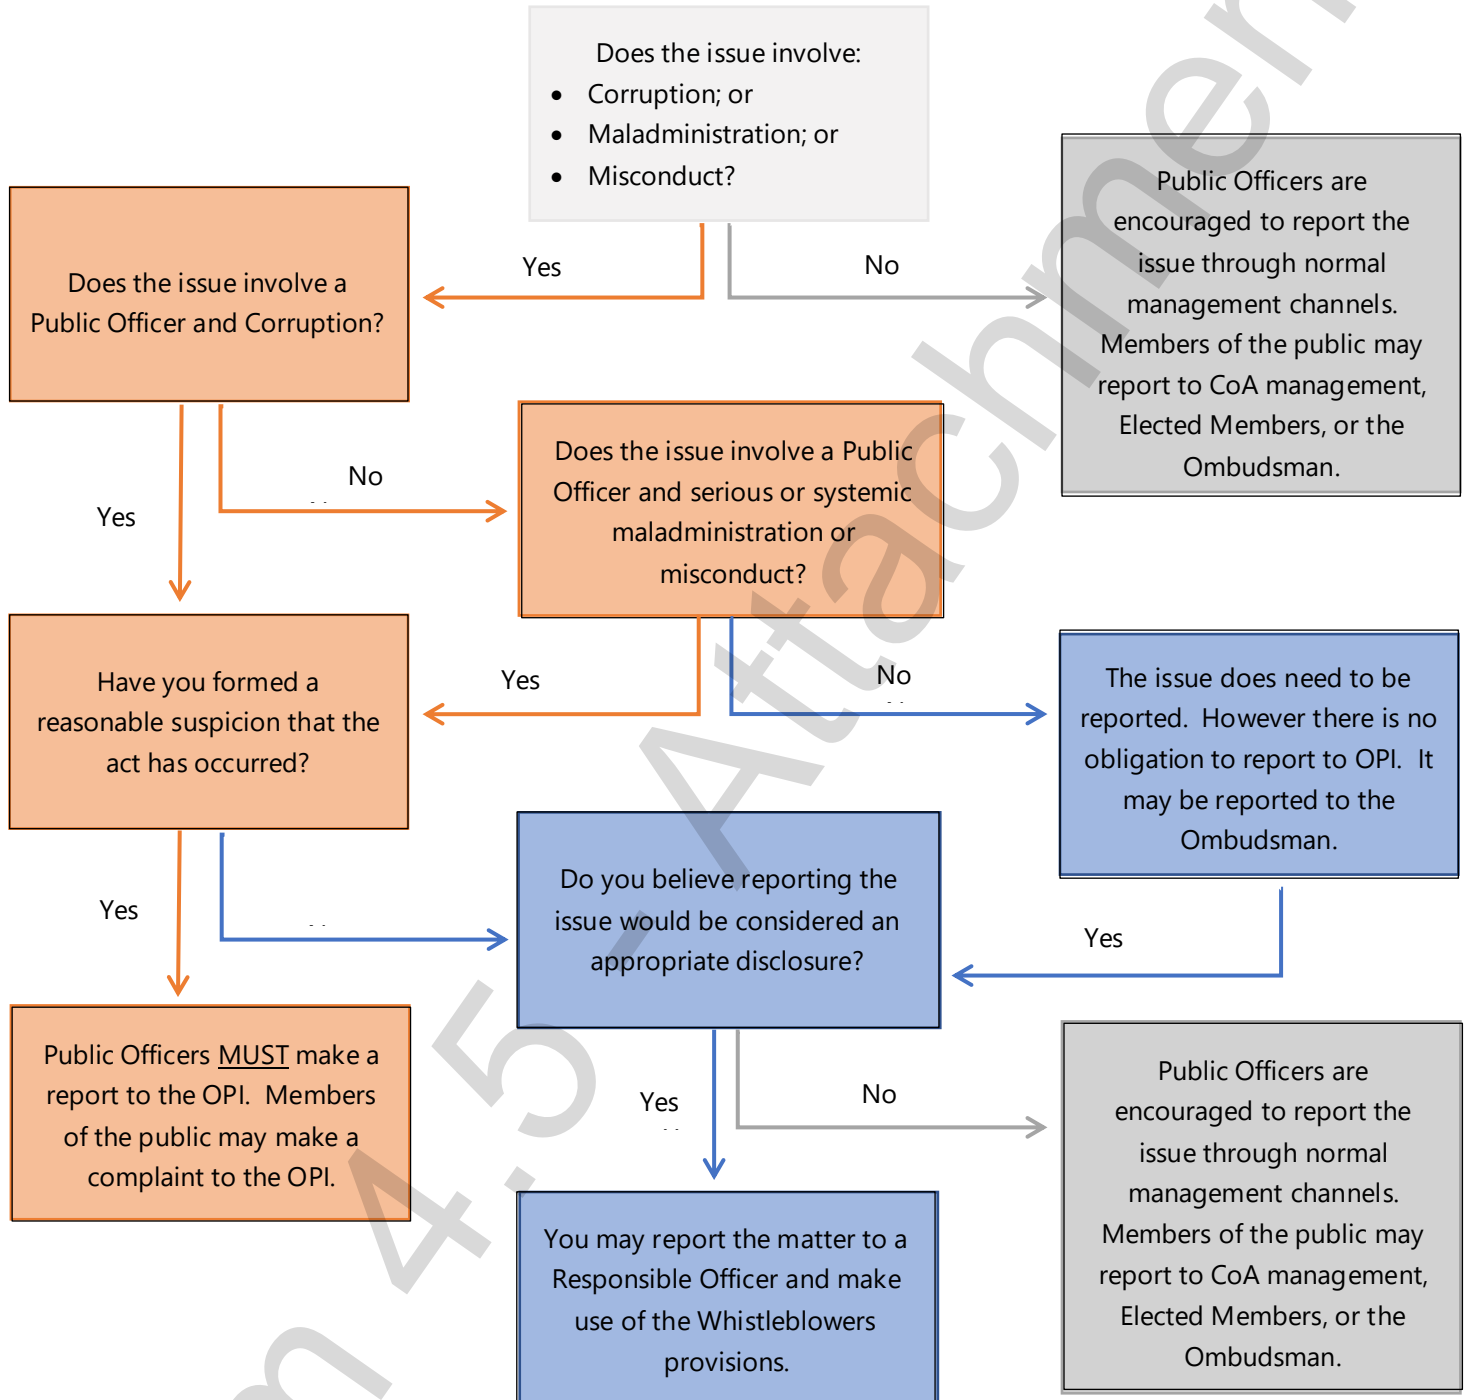 Does the issue involve:
• Corruption; or
• Maladministration; or
• Misconduct?
Yes
No
Public Officers are
encouraged to report the
issue through normal
management channels.
Members of the public may
report to CoA management,
Elected Members, or the
Ombudsman.
Does the issue involve a
Public Officer and Corruption?
Yes
No
Does the issue involve a Public
Officer and serious or systemic
maladministration or
misconduct?
Yes
No
Have you formed a
reasonable suspicion that the
act has occurred?
The issue does need to be
reported. However there is no
obligation to report to OPI. It
may be reported to the
Ombudsman.
Yes
Do you believe reporting the
issue would be considered an
appropriate disclosure?
Yes
Public Officers MUST make a
report to the OPI. Members
of the public may make a
complaint to the OPI.
Yes
No
You may report the matter to a
Responsible Officer and make
use of the Whistleblowers
provisions.
Public Officers are
encouraged to report the
issue through normal
management channels.
Members of the public may
report to CoA management,
Elected Members, or the
Ombudsman.
m 4.5 - Attachmen